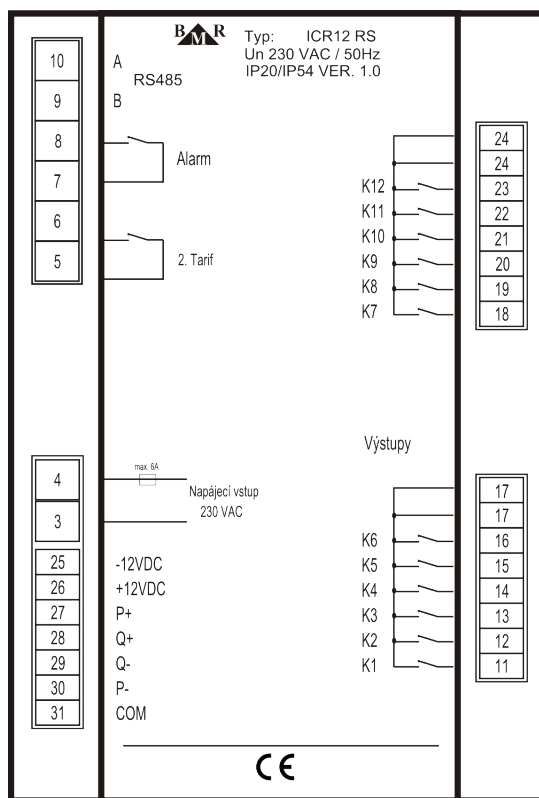 BMR
Typ: ICR12 RS
Un 230 VAC / 50Hz
IP20/IP54 VER. 1.0
10 A
RS485
9 B
8
Alarm
7
6
5
2. Tarif
24
24
K12 23
K11 22
K10 21
K9 20
K8 19
K7 18
4
max. 6A
Napájecí vstup
230 VAC
3
25 -12VDC
26 +12VDC
27 P+
28 Q+
29 Q-
30 P-
31 COM
Výstupy
17
17
K6 16
K5 15
K4 14
K3 13
K2 12
K1 11
CE